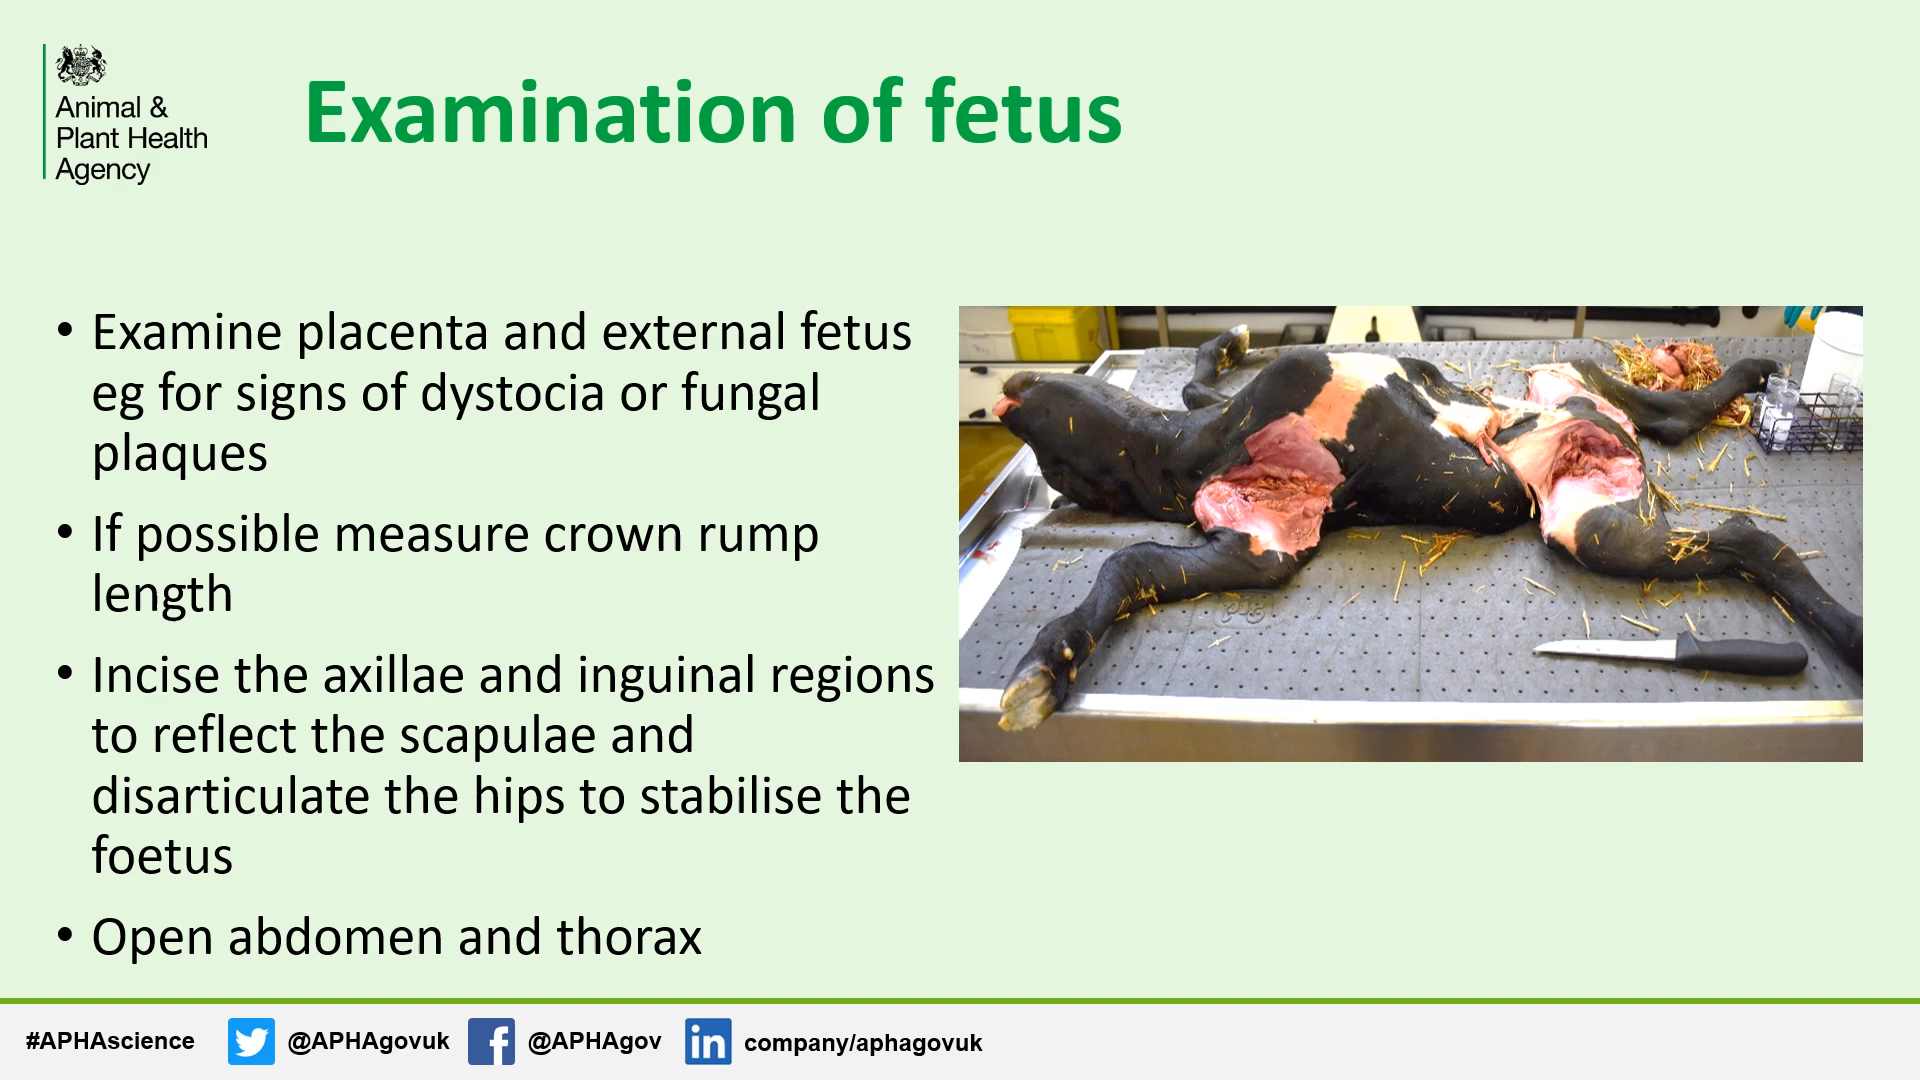 Animal &
Plant Health
Agency
Examination of fetus
• Examine placenta and external fetus
eg for signs of dystocia or fungal
plaques
• If possible measure crown rump
length
• Incise the axillae and inguinal regions
to reflect the scapulae and
disarticulate the hips to stabilise the
foetus
• Open abdomen and thorax
#APHAscience @APHAgovuk @APHAgov company/aphagovuk